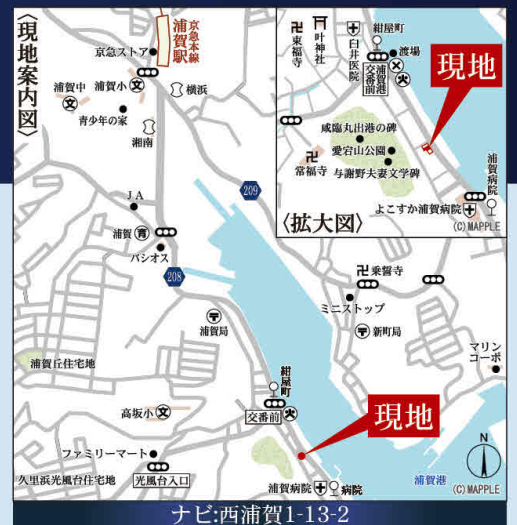 〈現地案内図〉
京急本線
浦賀駅
京急ストア
浦賀小
文
浦賀中
文
青少年の家
横浜
湘南
209
JA
浦賀
育
バシオス
208
浦賀局
浦賀丘住宅地
紺屋町
高坂小
文
交番前
火
現地
ファミリーマート
久里浜光風台住宅地
光風台入口
浦賀病院
病院
乗誓寺
ミニストップ
新町局
マリン
コーポ
浦賀港
N
(C)MAPPLE
紺屋町
叶神社
東福寺
臼井医院
渡場
浦賀港
交番前
火
現地
咸臨丸出港の碑
愛宕山公園
与謝野夫妻文学碑
常福寺
浦賀
病院
よこすか浦賀病院
〈拡大図〉
(C)MAPPLE
ナビ:西浦賀1-13-2